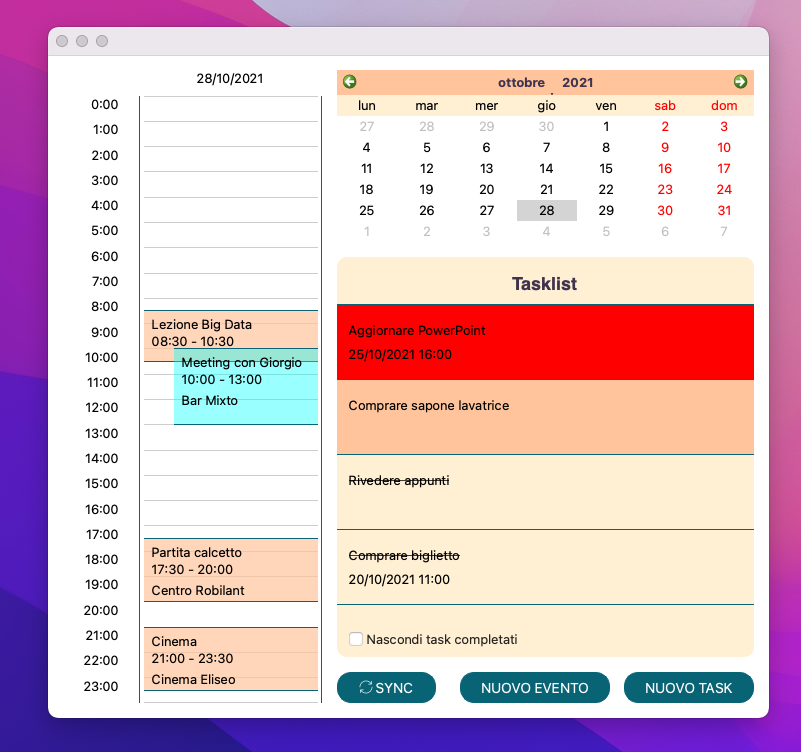 28/10/2021
0:00
1:00
2:00
3:00
4:00
5:00
6:00
7:00
8:00
9:00
10:00
11:00
12:00
13:00
14:00
15:00
16:00
17:00
18:00
19:00
20:00
21:00
22:00
23:00
Lezione Big Data
08:30 - 10:30
Meeting con Giorgio
10:00 - 13:00
Bar Mixto
Partita calcetto
17:30 - 20:00
Centro Robilant
Cinema
21:00 - 23:30
Cinema Eliseo
ottobre 2021
lun mar mer gio ven sab dom
27 28 29 30 1 2 3
4 5 6 7 8 9 10
11 12 13 14 15 16 17
18 19 20 21 22 23 24
25 26 27 28 29 30 31
1 2 3 4 5 6 7
Tasklist
Aggiornare PowerPoint
25/10/2021 16:00
Comprare sapone lavatrice
Rivedere appunti
Comprare biglietto
20/10/2021 11:00
Nascondi task completati
SYNC NUOVO EVENTO NUOVO TASK